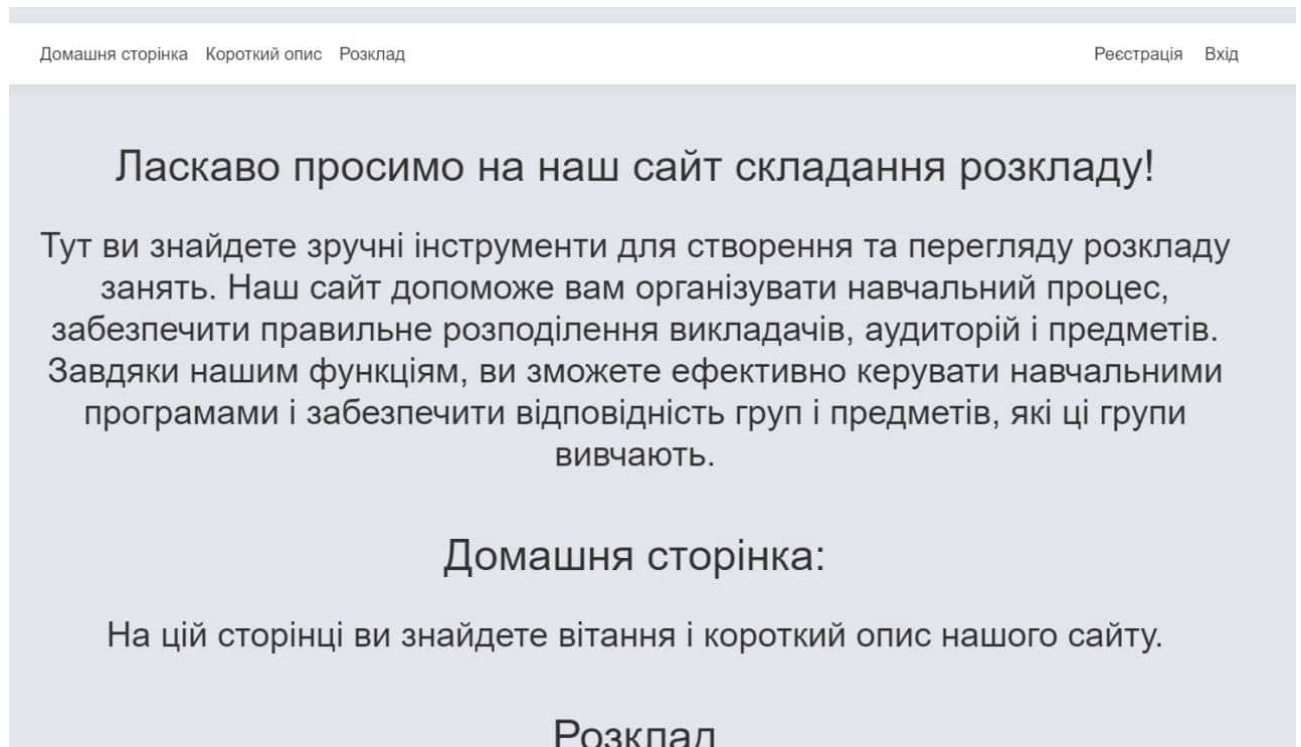 Домашня сторінка Короткий опис Розклад Реєстрація Вхід
Ласкаво просимо на наш сайт складання розкладу!
Тут ви знайдете зручні інструменти для створення та перегляду розкладу
занять. Наш сайт допоможе вам організувати навчальний процес,
забезпечити правильне розподілення викладачів, аудиторій і предметів.
Завдяки нашим функціям, ви зможете ефективно керувати навчальними
програмами і забезпечити відповідність груп і предметів, які ці групи
вивчають.
Домашня сторінка:
На цій сторінці ви знайдете вітання і короткий опис нашого сайту.
Розклад